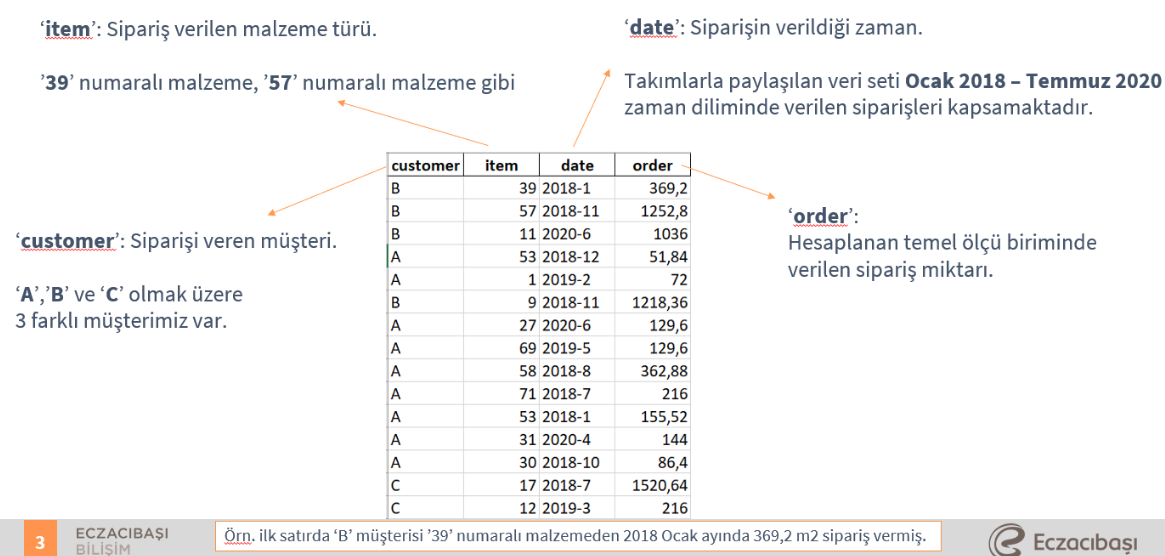 ‘item’: Sipariş verilen malzeme türü.
’39’ numaralı malzeme, ’57’ numaralı malzeme gibi
‘date’: Siparişin verildiği zaman.
Takımlarla paylaşılan veri seti Ocak 2018 – Temmuz 2020
zaman diliminde verilen siparişleri kapsamaktadır.
‘customer’: Siparişi veren müşteri.
‘A’,’B’ ve ‘C’ olmak üzere
3 farklı müşterimiz var.
customer item date order
B 39 2018-1 369,2
B 57 2018-11 1252,8
B 11 2020-6 1036
A 53 2018-12 51,84
A 1 2019-2 72
B 9 2018-11 1218,36
A 27 2020-6 129,6
A 69 2019-5 129,6
A 58 2018-8 362,88
A 71 2018-7 216
A 53 2018-1 155,52
A 31 2020-4 144
A 30 2018-10 86,4
C 17 2018-7 1520,64
C 12 2019-3 216
‘order’:
Hesaplanan temel ölçü biriminde
verilen sipariş miktarı.
3
ECZACIBAŞI
BİLİŞİM
Örn. ilk satırda ‘B’ müşterisi ’39’ numaralı malzemeden 2018 Ocak ayında 369,2 m2 sipariş vermiş.
Eczacıbaşı